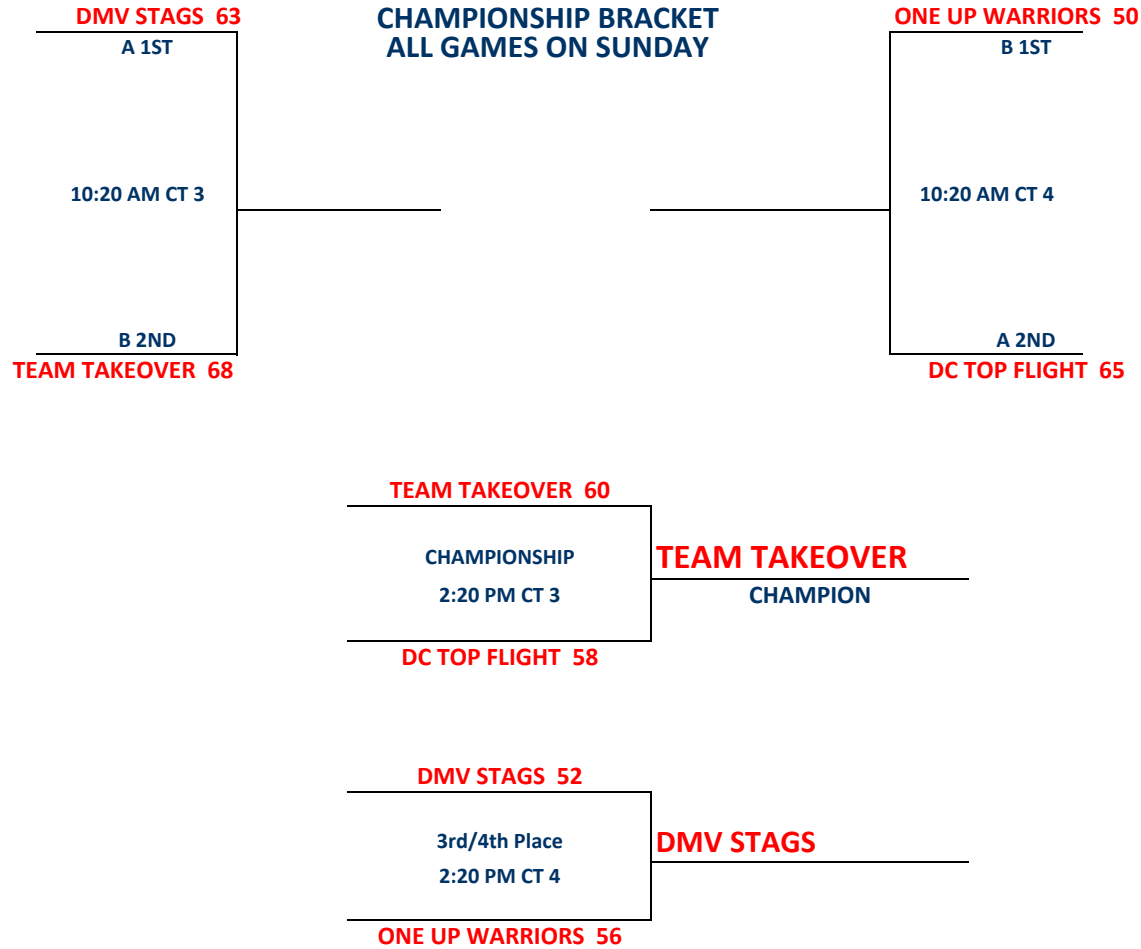 DMV STAGS 63
CHAMPIONSHIP BRACKET
ONE UP WARRIORS 50
A 1ST
ALL GAMES ON SUNDAY
B 1ST
10:20 AM CT 3
10:20 AM CT 4
B 2ND
A 2ND
TEAM TAKEOVER 68
DC TOP FLIGHT 65
TEAM TAKEOVER 60
CHAMPIONSHIP
TEAM TAKEOVER
2:20 PM CT 3
CHAMPION
DC TOP FLIGHT 58
DMV STAGS 52
3rd/4th Place
DMV STAGS
2:20 PM CT 4
ONE UP WARRIORS 56